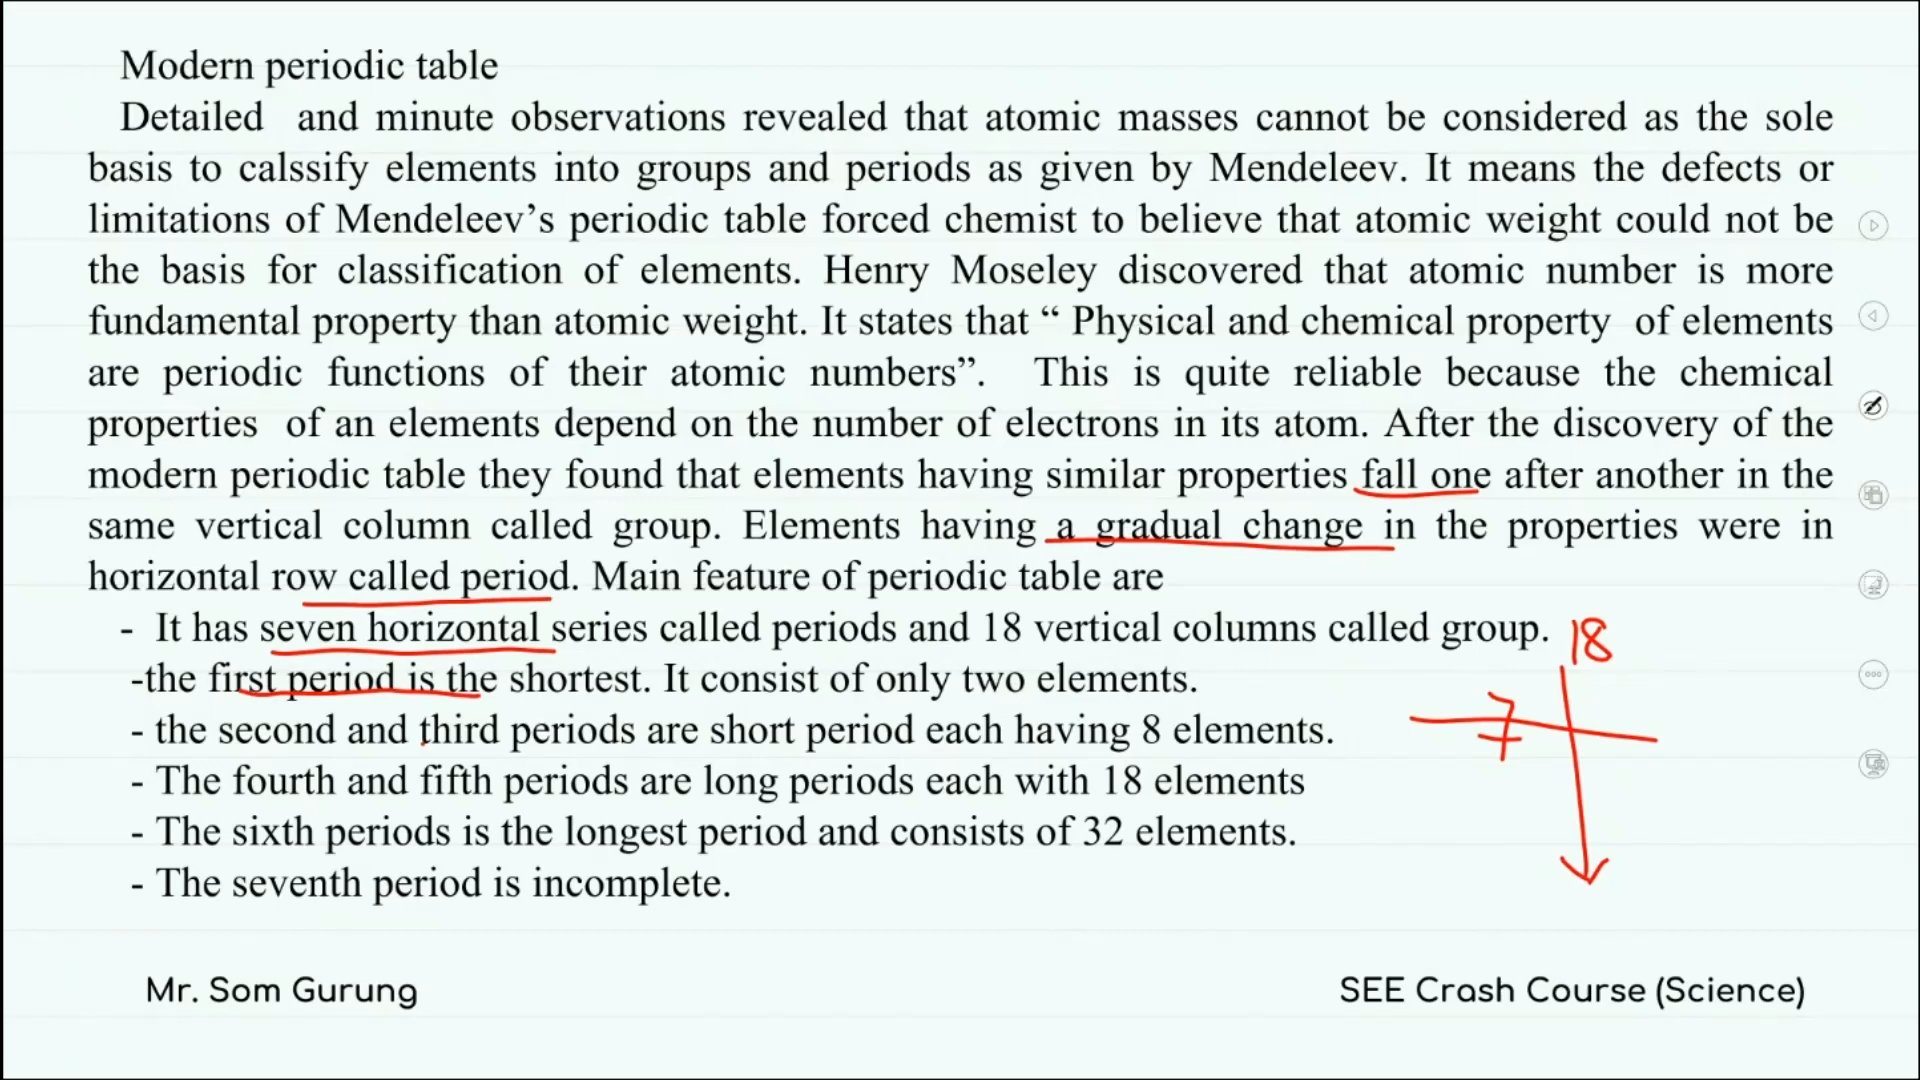 Modern periodic table
Detailed and minute observations revealed that atomic masses cannot be considered as the sole
basis to calssify elements into groups and periods as given by Mendeleev. It means the defects or
limitations of Mendeleev’s periodic table forced chemist to believe that atomic weight could not be
the basis for classification of elements. Henry Moseley discovered that atomic number is more
fundamental property than atomic weight. It states that “ Physical and chemical property of elements
are periodic functions of their atomic numbers”. This is quite reliable because the chemical
properties of an elements depend on the number of electrons in its atom. After the discovery of the
modern periodic table they found that elements having similar properties fall one after another in the
same vertical column called group. Elements having a gradual change in the properties were in
horizontal row called period. Main feature of periodic table are
- It has seven horizontal series called periods and 18 vertical columns called group.
18
-the first period is the shortest. It consist of only two elements.
- the second and third periods are short period each having 8 elements.
7
- The fourth and fifth periods are long periods each with 18 elements
- The sixth periods is the longest period and consists of 32 elements.
- The seventh period is incomplete.
Mr. Som Gurung
SEE Crash Course (Science)